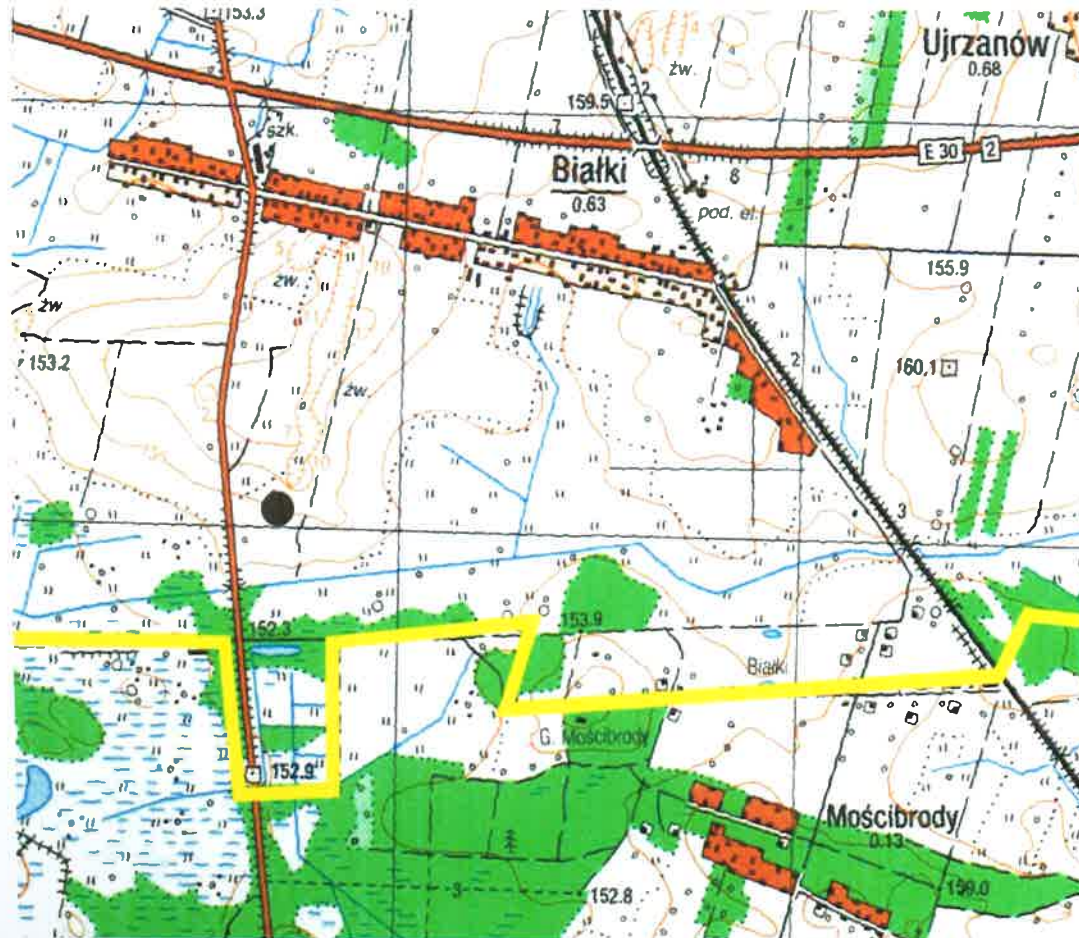 153.3
Ujrzanów
0.68
żw.
159.5
2
szk.
7
E 30
2
Białki
0.63
8
pod. el.
155.9
żw.
żw
153.2
2
160,1
żw.
3
152.3
153.9
Białki
G. Mościbrody
152.9
Mościbrody
0.13
3
152.8
159.0